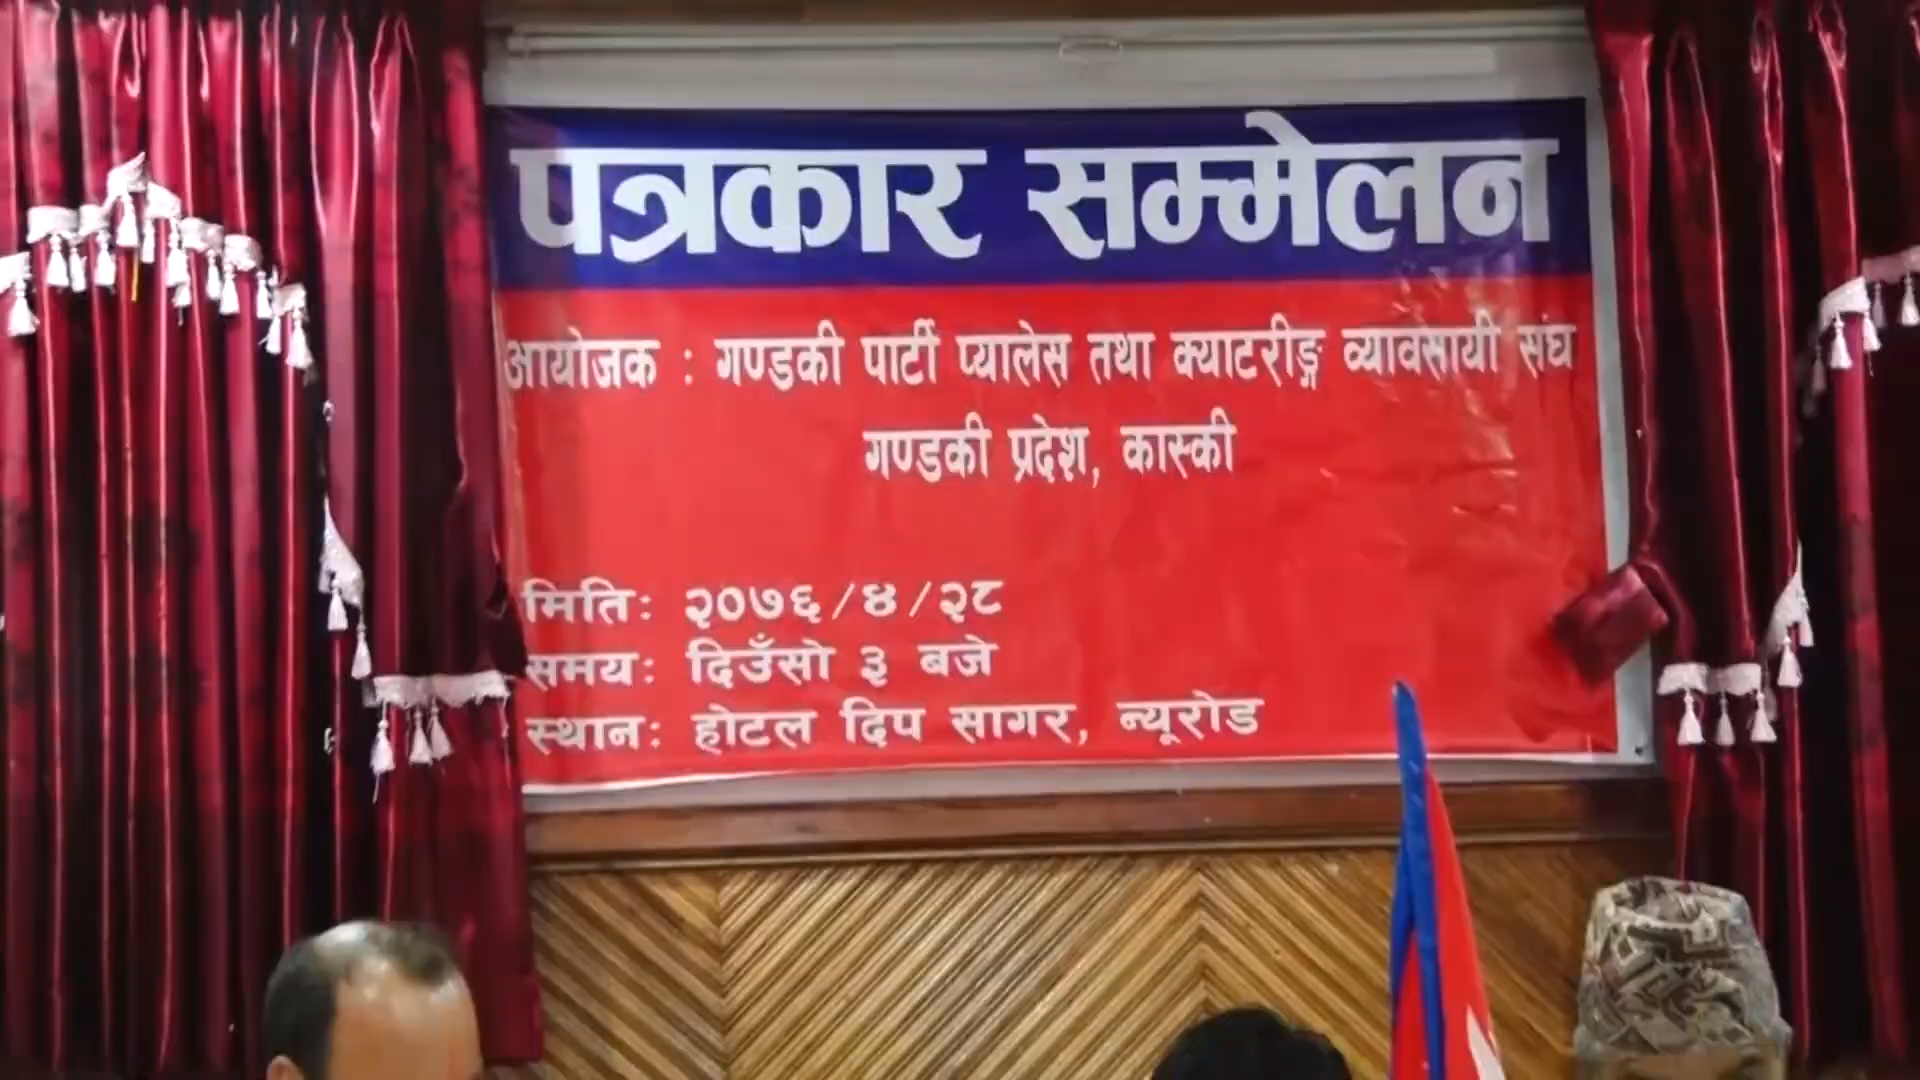 पत्रकार सम्मेलन
आयोजक : गण्डकी पार्टी प्यालेस तथा क्याटरीङ्ग व्यावसायी संघ
गण्डकी प्रदेश, कास्की
मिति: २०७६/४/२८
समय: दिउँसो ३ बजे
स्थान: होटल दिप सागर, न्यूरोड